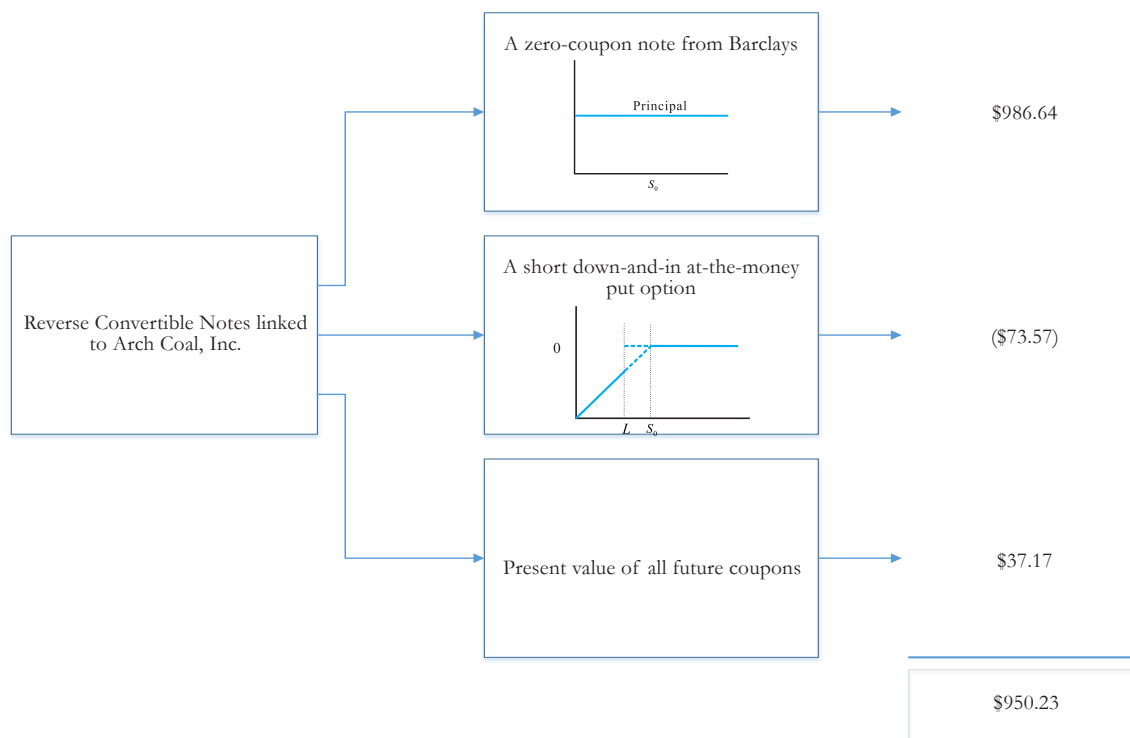 A zero-coupon note from Barclays
Principal
S₀
$986.64
Reverse Convertible Notes linked
to Arch Coal, Inc.
A short down-and-in at-the-money
put option
0
L S₀
($73.57)
Present value of all future coupons
$37.17
$950.23